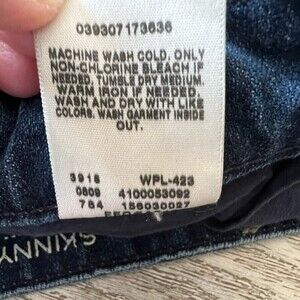 039307173636
MACHINE WASH COLD, ONLY
NON-CHLORINE BLEACH IF
NEEDED, TUMBLE DRY MEDIUM.
WARM IRON IF NEEDED.
WASH AND DRY WITH LIKE
COLORS. WASH GARMENT INSIDE
OUT.
3918 WPL-423
0809 4100053092
784 156030027
SKINNY